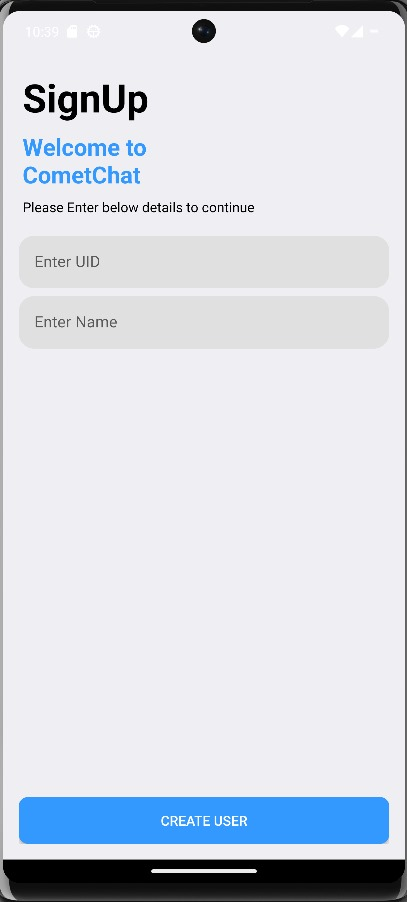 10:39
SignUp
Welcome to
CometChat
Please Enter below details to continue
Enter UID
Enter Name
CREATE USER